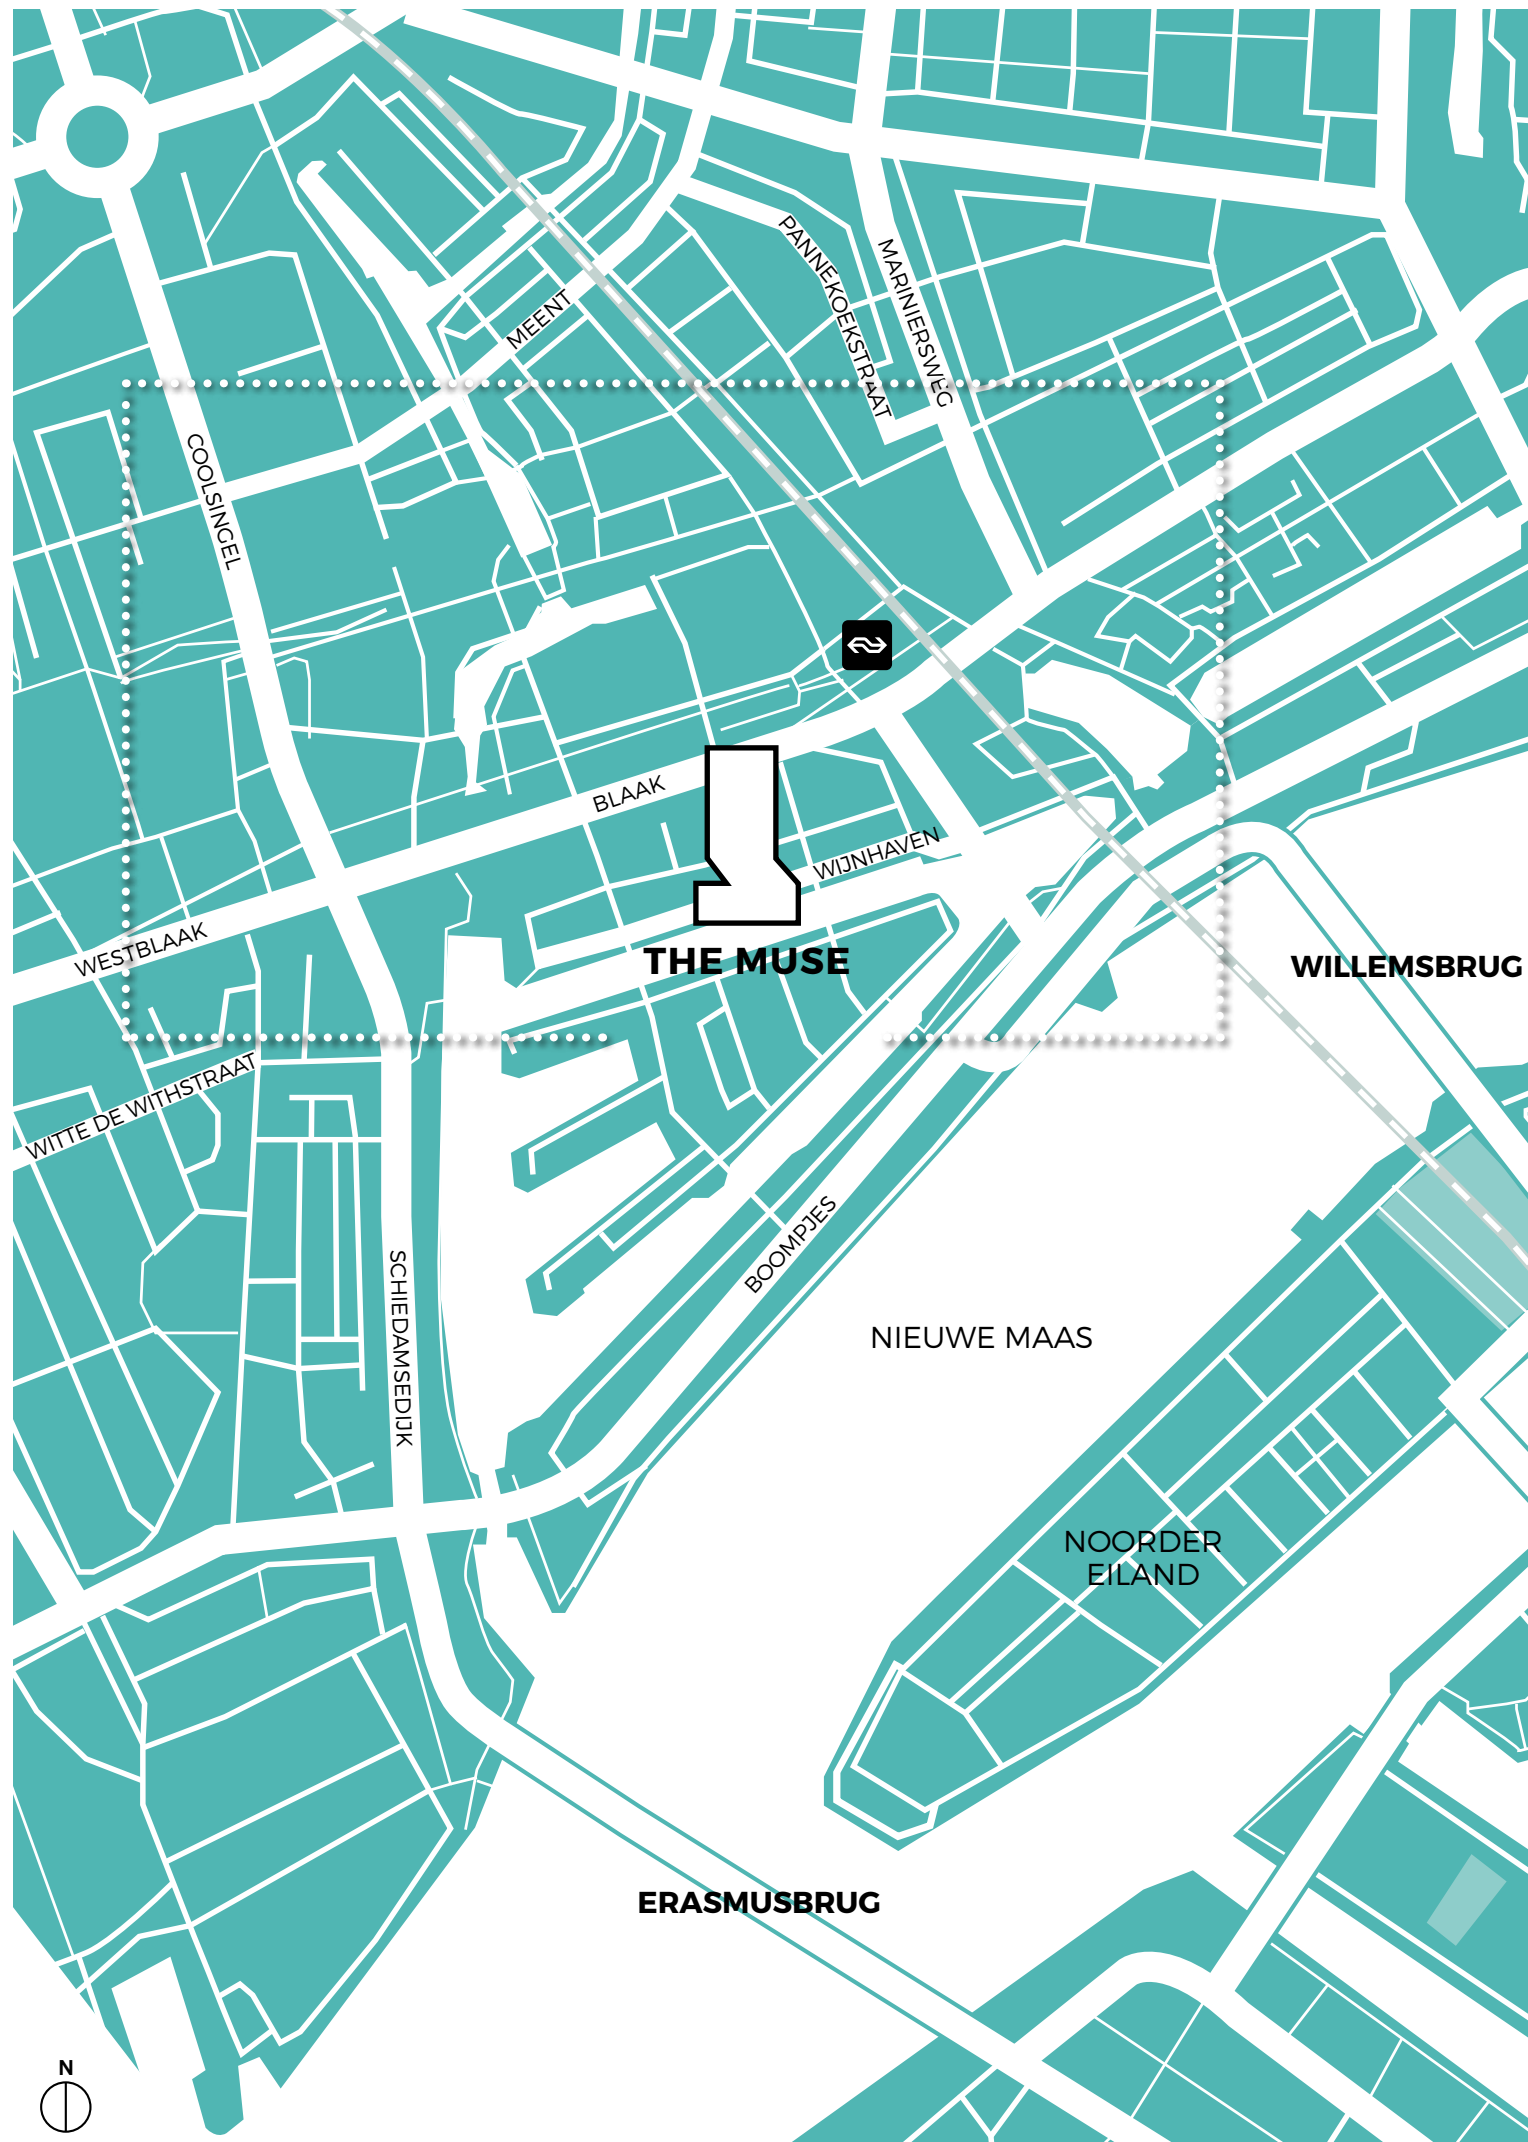 PANNEKOEKSTRAAT
MARINIERSWEG
MEENT
COOLSINGEL
BLAAK
WIJNHAVEN
WESTBLAAK
THE MUSE
WILLEMSBRUG
WITTE DE WITHSTRAAT
BOOMPJES
SCHIEDAMSEDIJK
NIEUWE MAAS
NOORDER
EILAND
ERASMUSBRUG
N